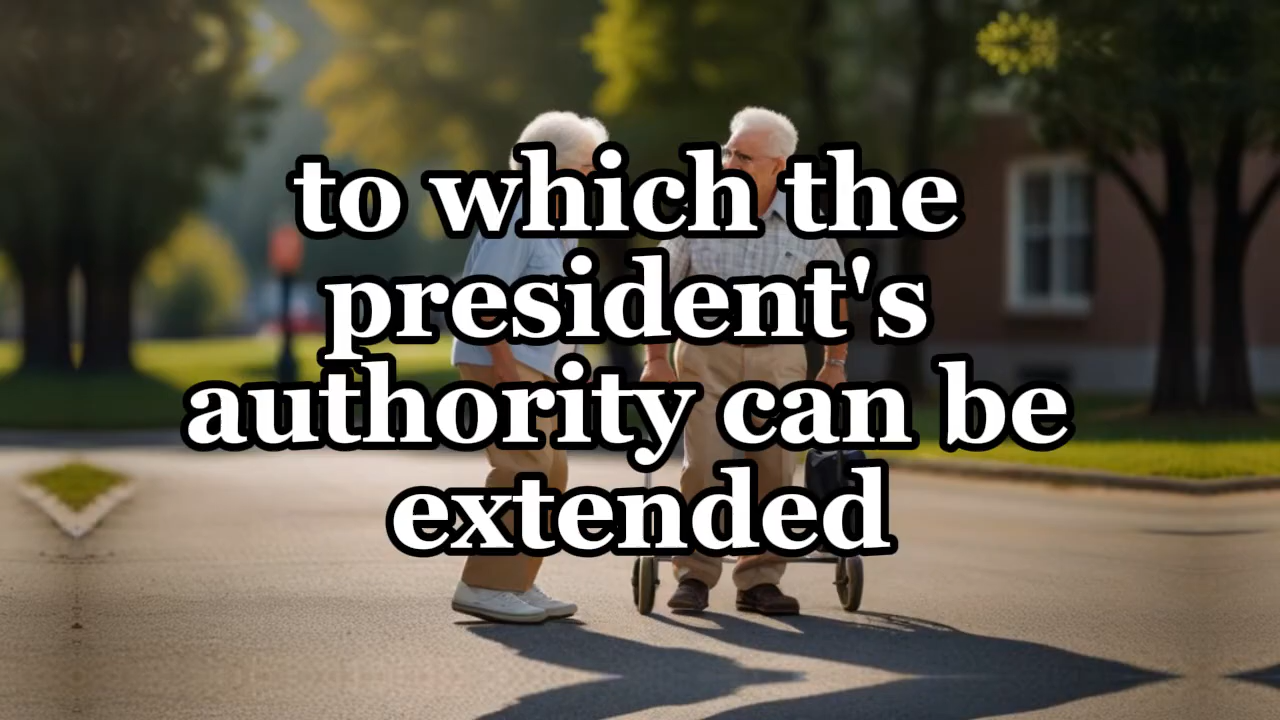 to which the
president's
authority can be
extended